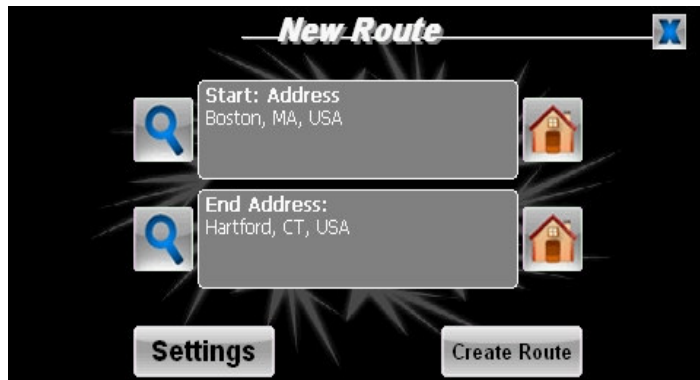 New Route
Start: Address
Boston, MA, USA
End Address:
Hartford, CT, USA
Settings
Create Route